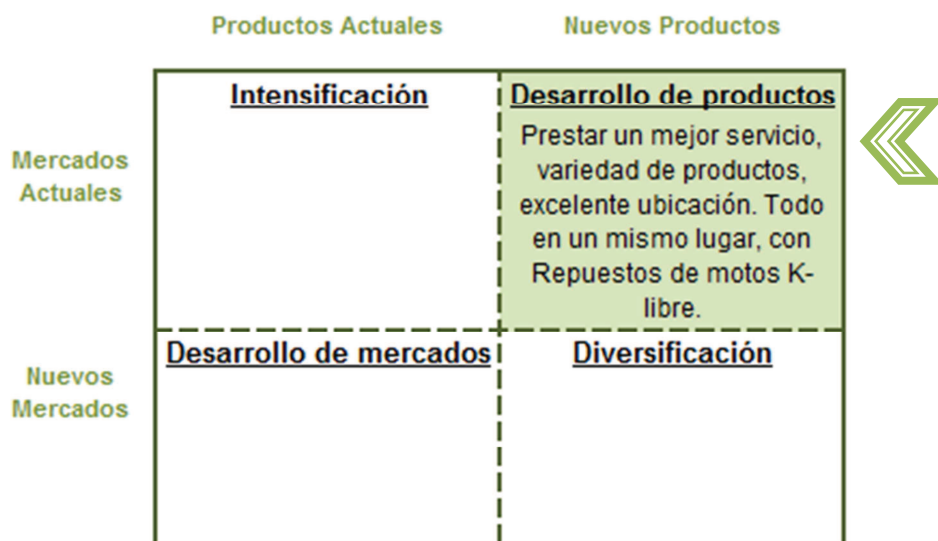 Productos Actuales
Nuevos Productos
Mercados
Actuales
Intensificación
Desarrollo de productos
Prestar un mejor servicio,
variedad de productos,
excelente ubicación. Todo
en un mismo lugar, con
Repuestos de motos K-
libre.
Nuevos
Mercados
Desarrollo de mercados
Diversificación